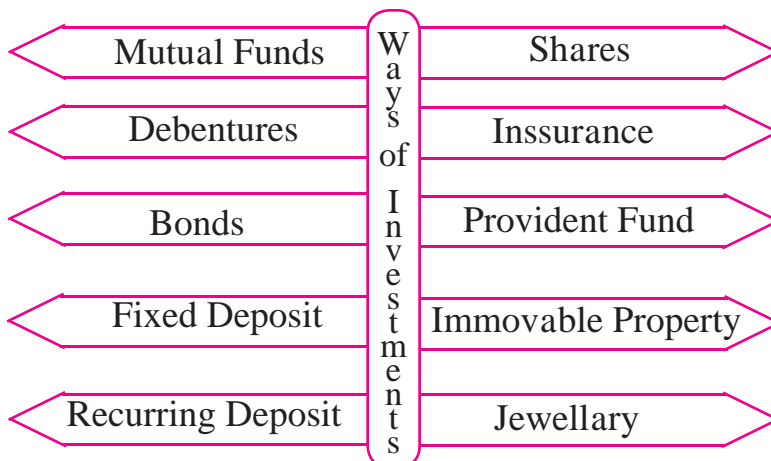 Mutual Funds
Shares
Debentures
Inssurance
Bonds
Provident Fund
Fixed Deposit
Immovable Property
Recurring Deposit
Jewellary
Ways of Investments